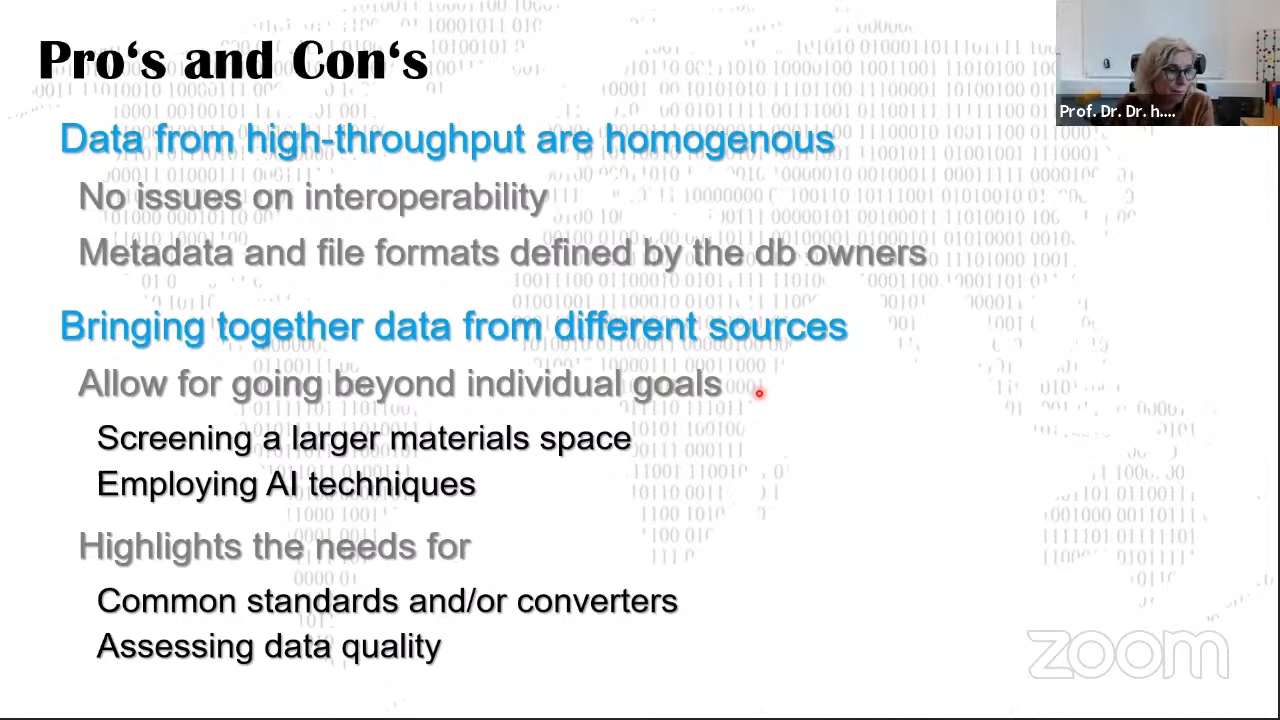 Pro‘s and Con‘s
Prof. Dr. Dr. h....
Data from high-throughput are homogenous
No issues on interoperability
Metadata and file formats defined by the db owners
Bringing together data from different sources
Allow for going beyond individual goals
Screening a larger materials space
Employing AI techniques
Highlights the needs for
Common standards and/or converters
Assessing data quality
zoom